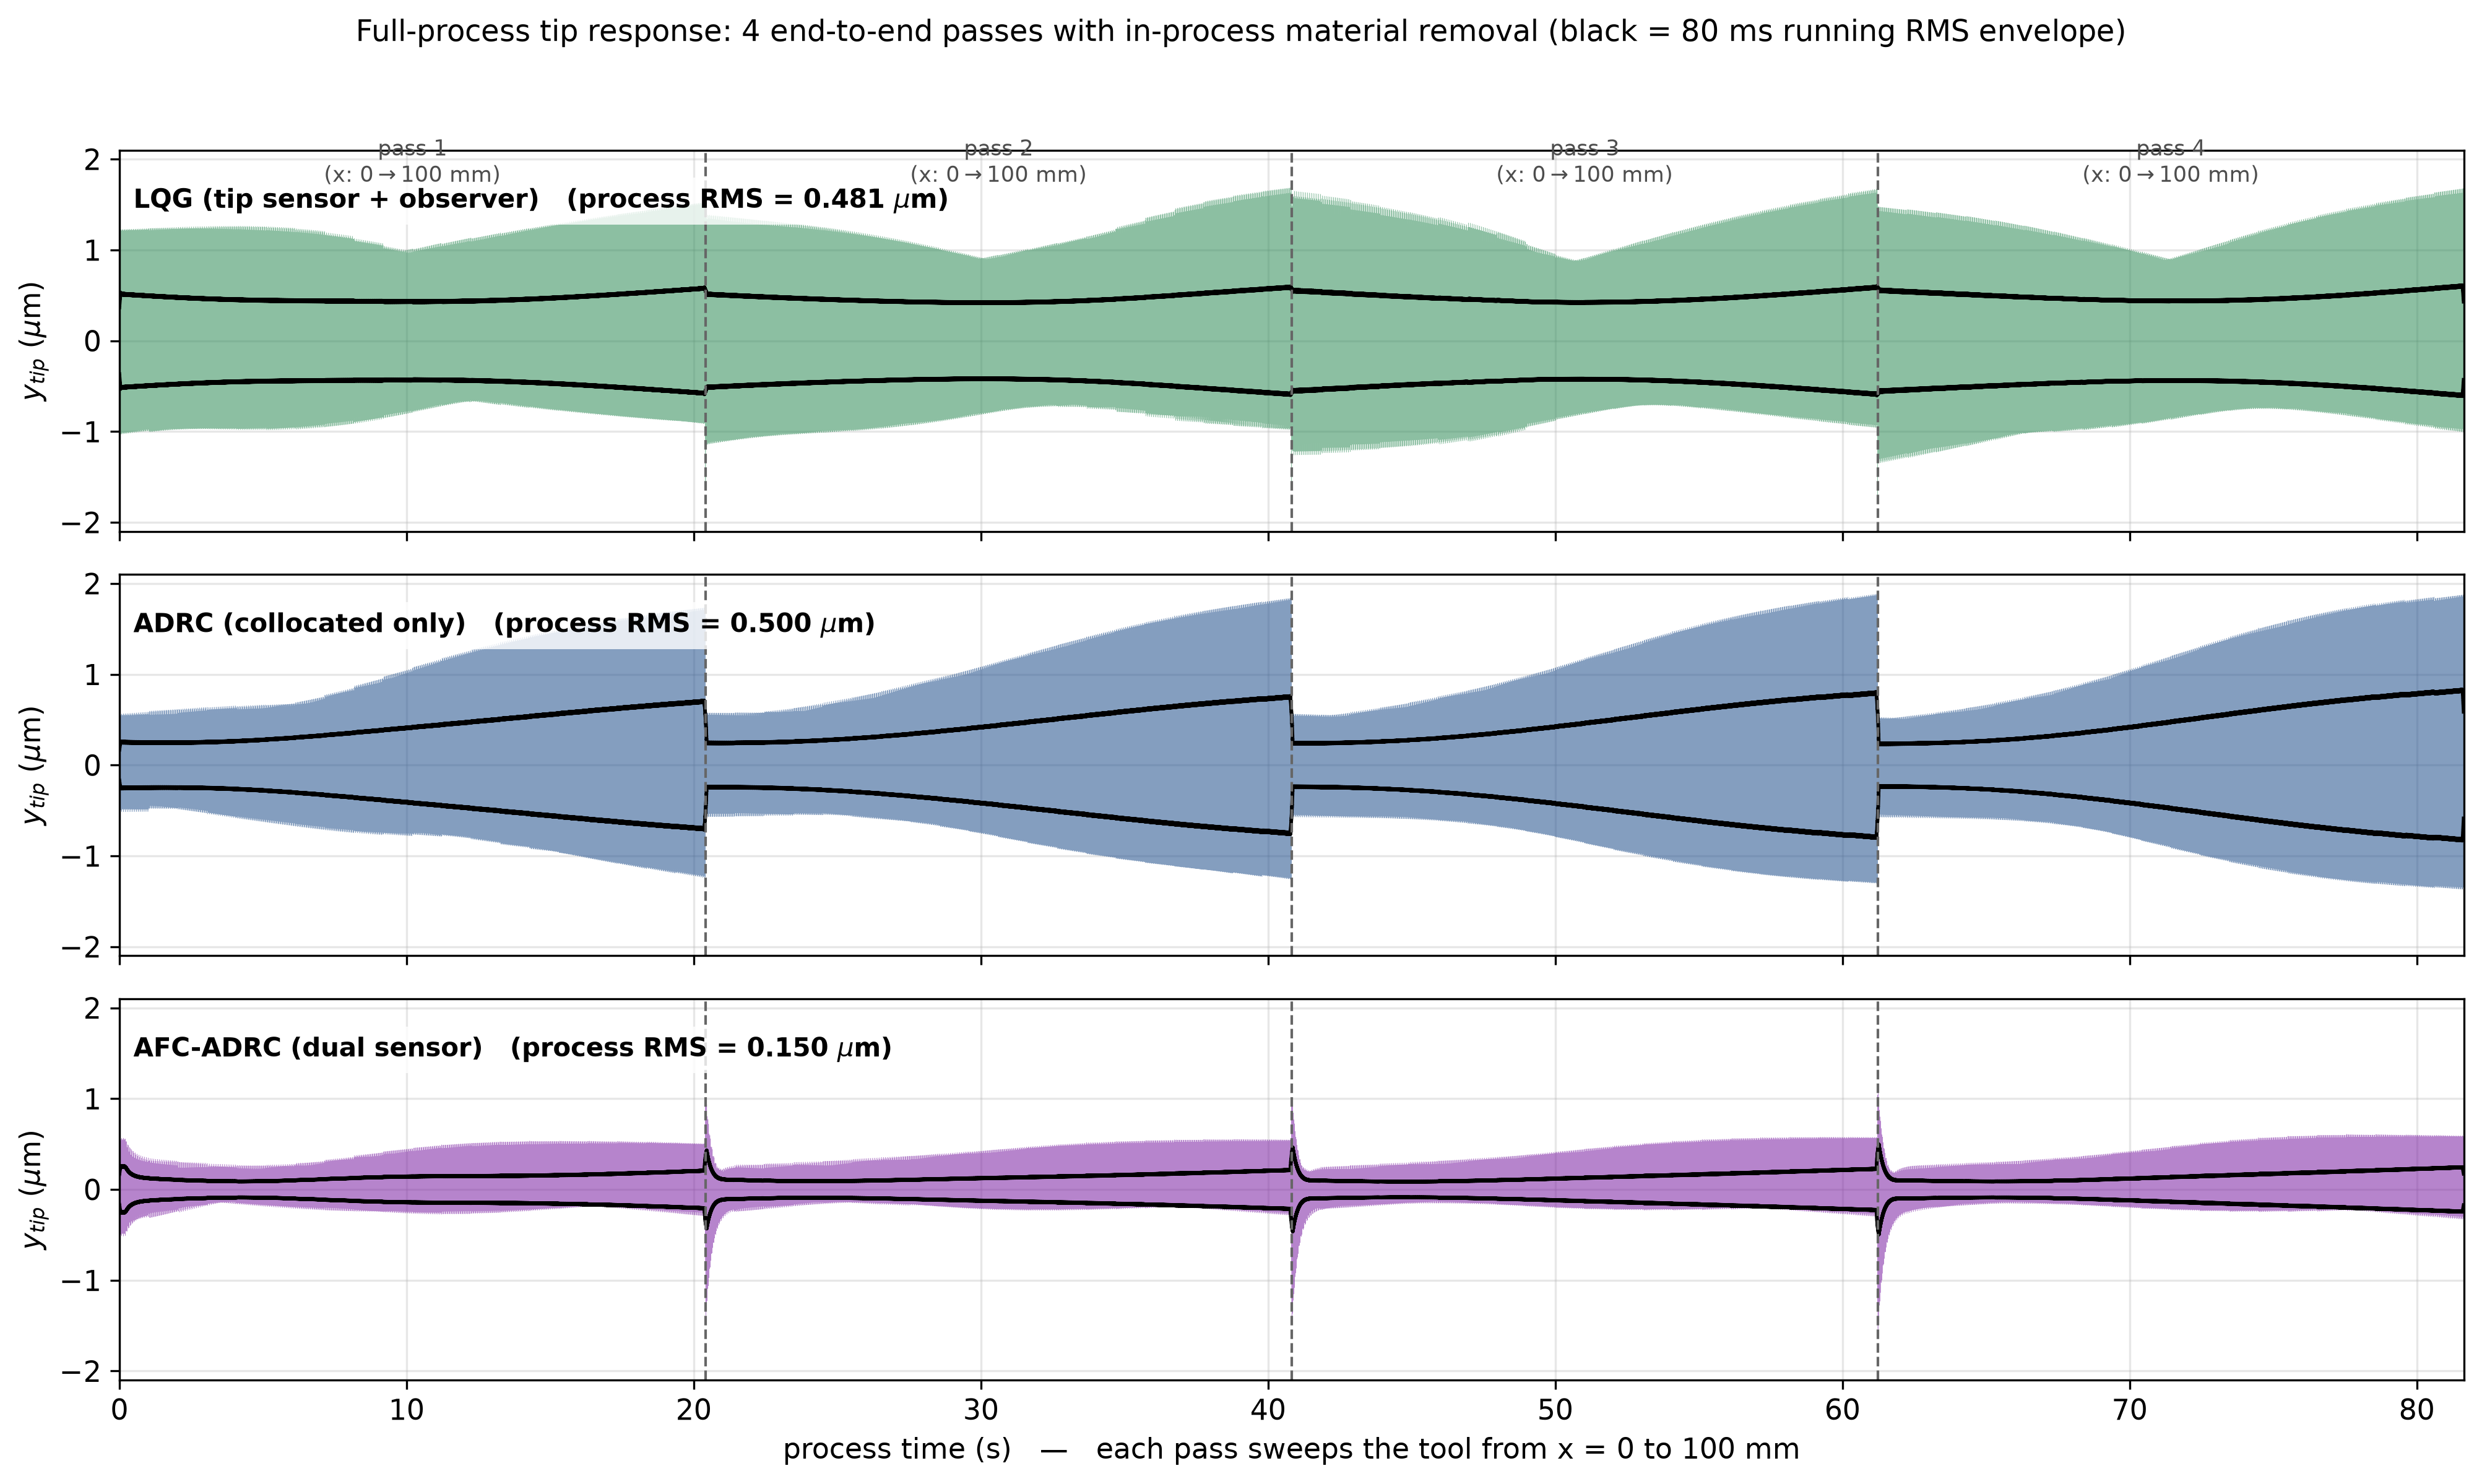 Full-process tip response: 4 end-to-end passes with in-process material removal (black = 80 ms running RMS envelope)
pass 1
(x: 0→100 mm)
pass 2
(x: 0→100 mm)
pass 3
(x: 0→100 mm)
pass 4
(x: 0→100 mm)
LQG (tip sensor + observer) (process RMS = 0.481 μm)
2
1
0
−1
−2
y_tip (μm)
ADRC (collocated only) (process RMS = 0.500 μm)
2
1
0
−1
−2
y_tip (μm)
AFC-ADRC (dual sensor) (process RMS = 0.150 μm)
2
1
0
−1
−2
y_tip (μm)
0 10 20 30 40 50 60 70 80
process time (s) — each pass sweeps the tool from x = 0 to 100 mm